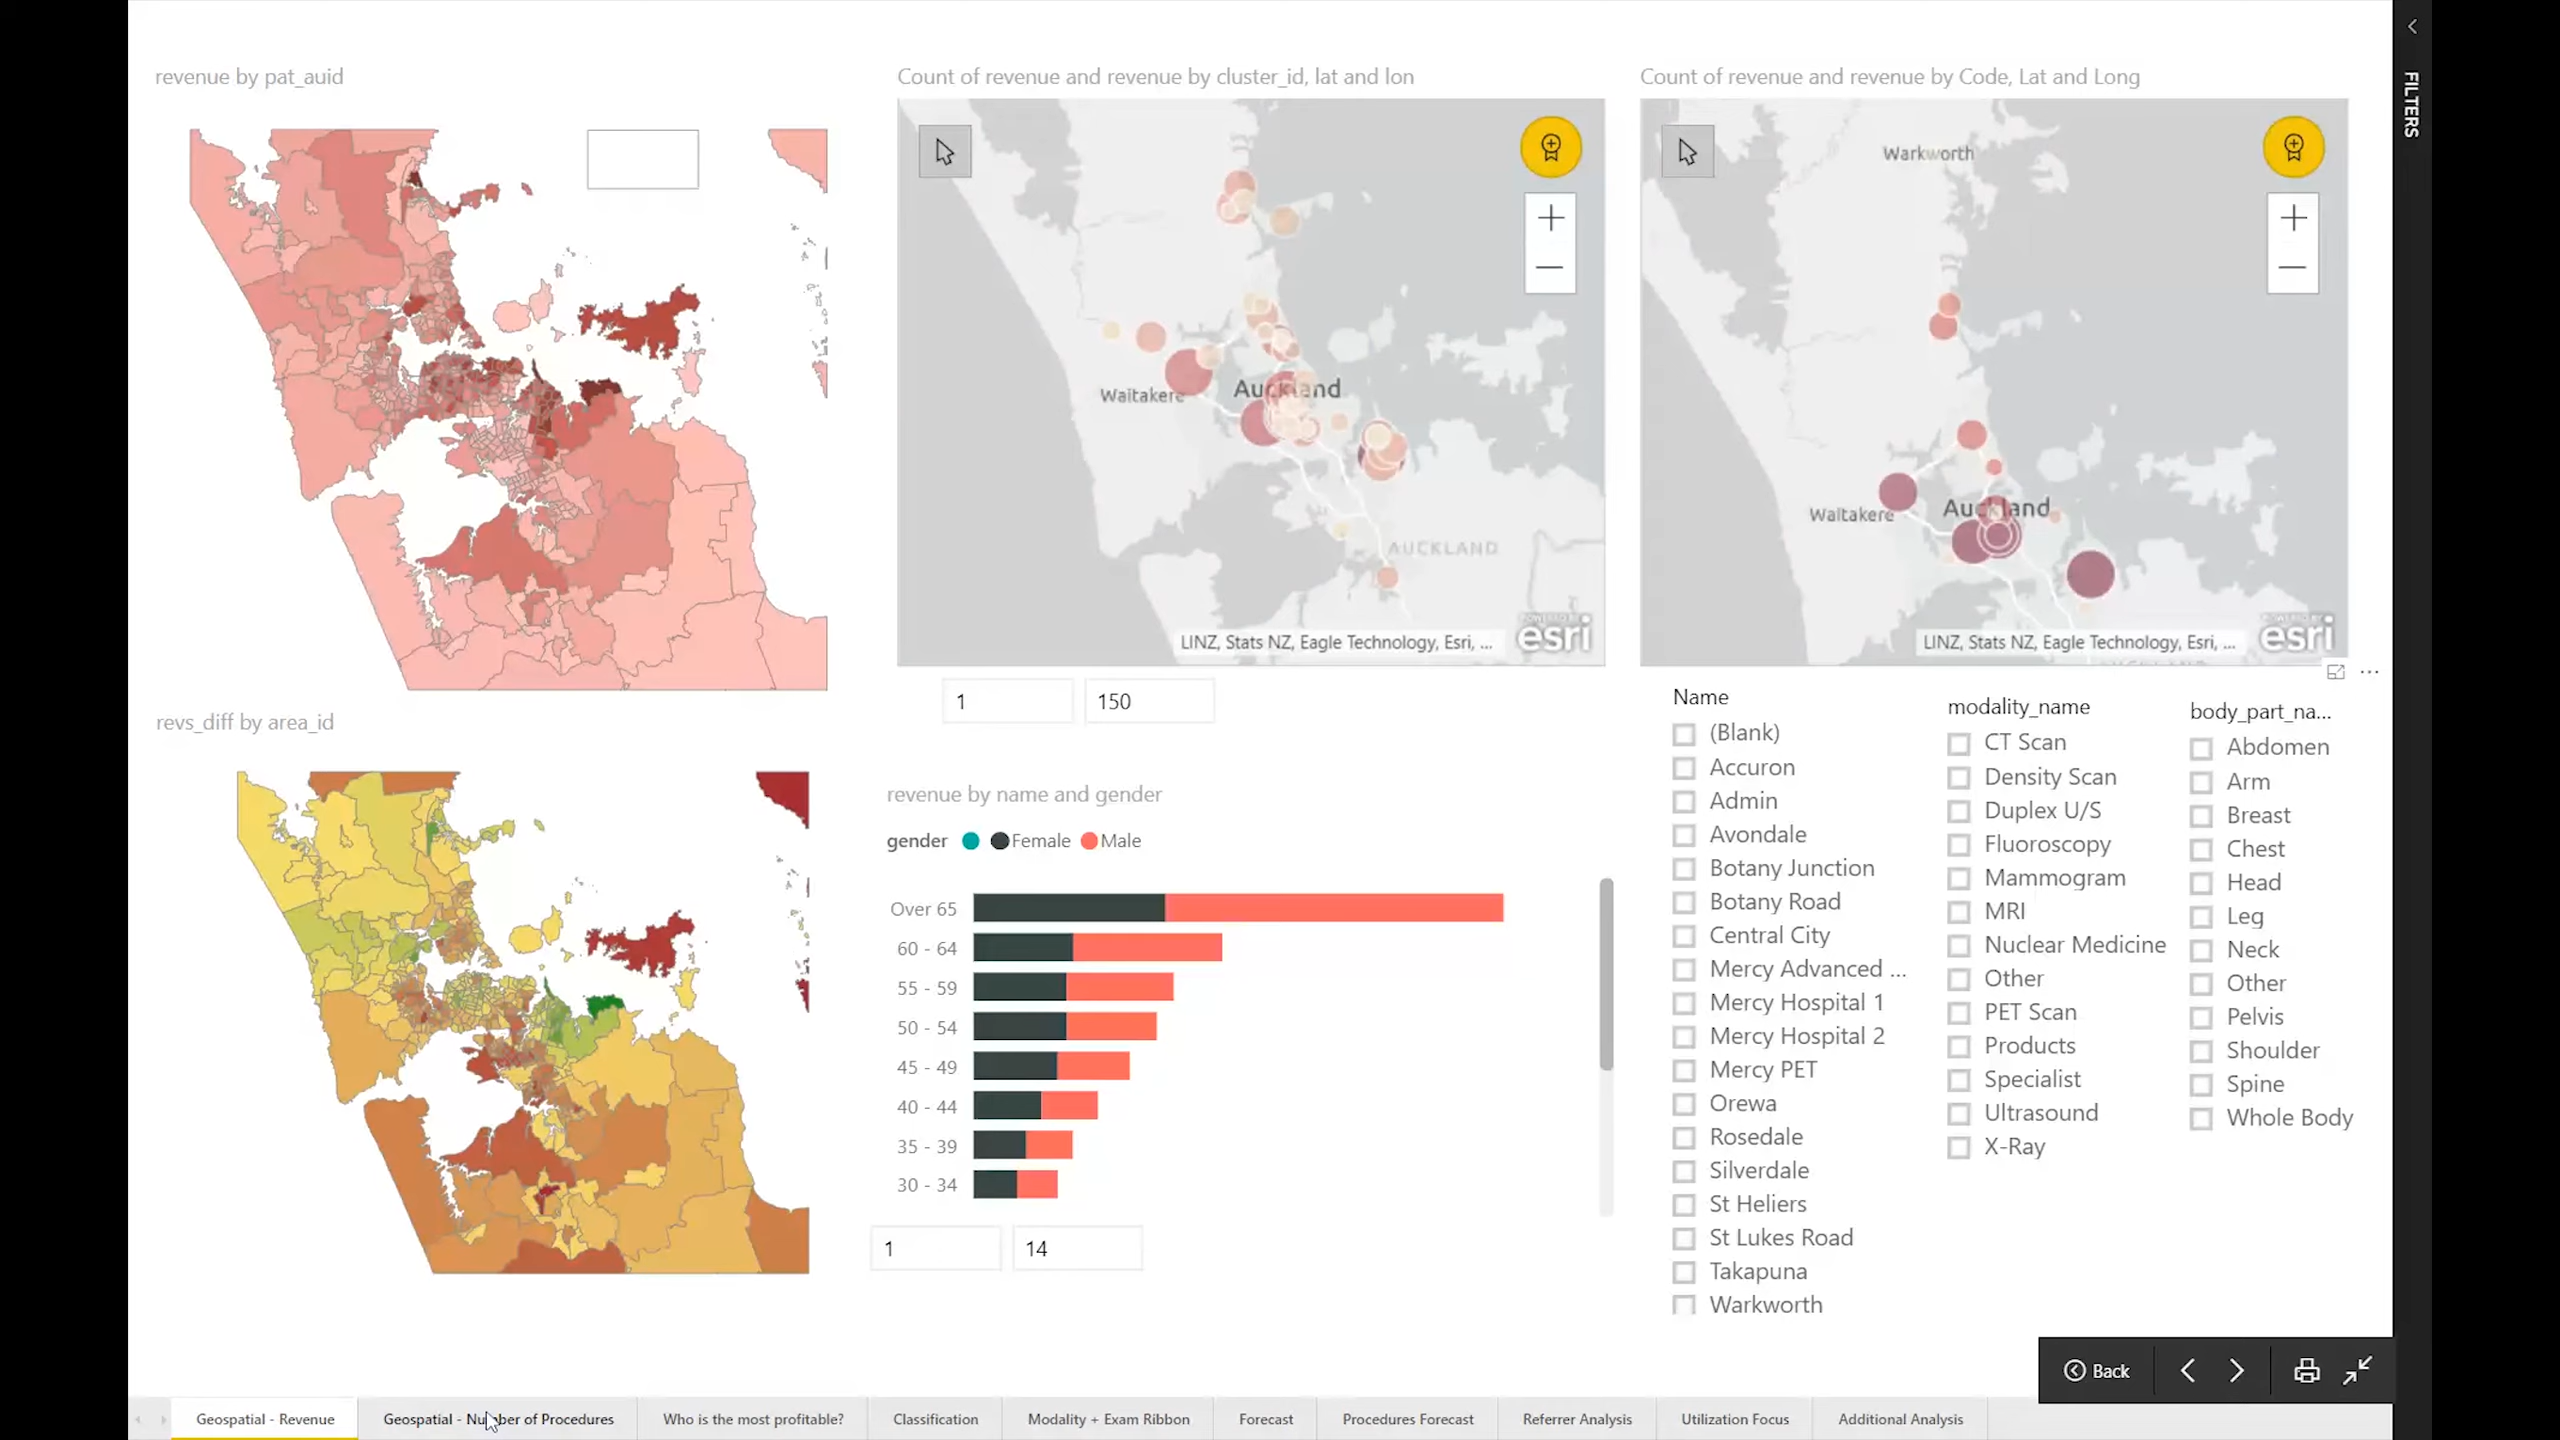 revenue by pat_auid
Count of revenue and revenue by cluster_id, lat and lon
Count of revenue and revenue by Code, Lat and Long
FILTERS
Waitakere
Auckland
AUCKLAND
LINZ, Stats NZ, Eagle Technology, Esri, ...
POWERED BY
esri
Warkworth
Waitakere
Auckland
LINZ, Stats NZ, Eagle Technology, Esri, ...
POWERED BY
esri
1
150
revs_diff by area_id
revenue by name and gender
gender Female Male
Over 65
60 - 64
55 - 59
50 - 54
45 - 49
40 - 44
35 - 39
30 - 34
1
14
Name
(Blank)
Accuron
Admin
Avondale
Botany Junction
Botany Road
Central City
Mercy Advanced ...
Mercy Hospital 1
Mercy Hospital 2
Mercy PET
Orewa
Rosedale
Silverdale
St Heliers
St Lukes Road
Takapuna
Warkworth
modality_name
CT Scan
Density Scan
Duplex U/S
Fluoroscopy
Mammogram
MRI
Nuclear Medicine
Other
PET Scan
Products
Specialist
Ultrasound
X-Ray
body_part_na...
Abdomen
Arm
Breast
Chest
Head
Leg
Neck
Other
Pelvis
Shoulder
Spine
Whole Body
Back
Geospatial - Revenue
Geospatial - Number of Procedures
Who is the most profitable?
Classification
Modality + Exam Ribbon
Forecast
Procedures Forecast
Referrer Analysis
Utilization Focus
Additional Analysis